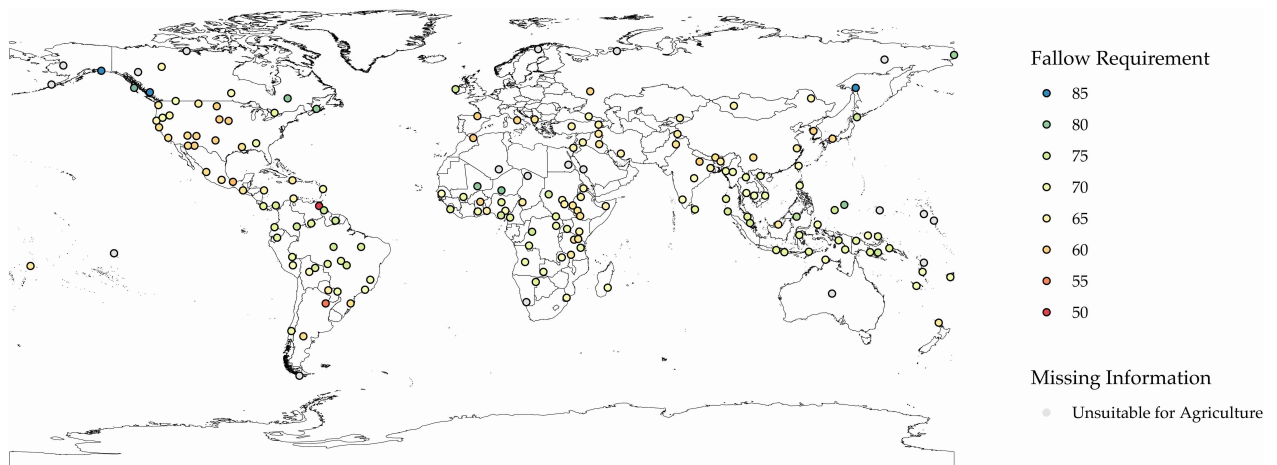 Fallow Requirement
85
80
75
70
65
60
55
50
Missing Information
Unsuitable for Agriculture